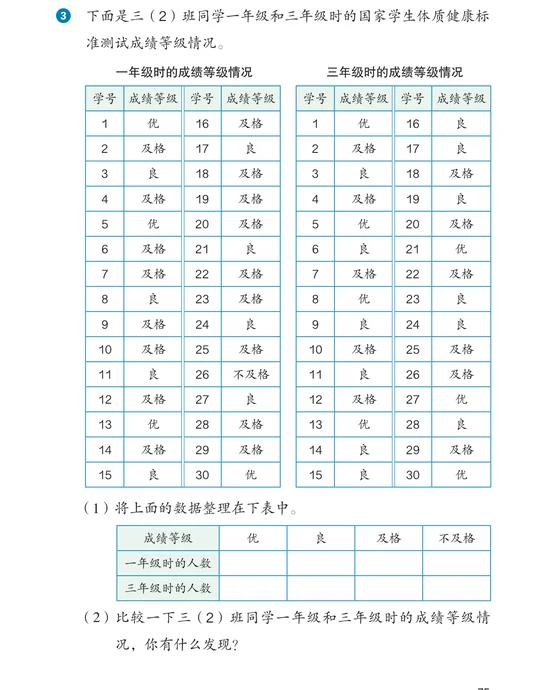 3 下面是三（2）班同学一年级和三年级时的国家学生体质健康标
准测试成绩等级情况。
一年级时的成绩等级情况
学号 成绩等级 学号 成绩等级
1 优 16 及格
2 及格 17 良
3 良 18 及格
4 及格 19 及格
5 优 20 及格
6 及格 21 良
7 及格 22 及格
8 良 23 及格
9 及格 24 良
10 及格 25 及格
11 良 26 不及格
12 及格 27 良
13 优 28 及格
14 及格 29 及格
15 良 30 优
三年级时的成绩等级情况
学号 成绩等级 学号 成绩等级
1 优 16 良
2 及格 17 良
3 良 18 及格
4 及格 19 良
5 优 20 及格
6 良 21 优
7 及格 22 及格
8 优 23 良
9 良 24 良
10 及格 25 及格
11 良 26 及格
12 及格 27 优
13 优 28 良
14 良 29 及格
15 良 30 优
（1）将上面的数据整理在下表中。
成绩等级 优 良 及格 不及格
一年级时的人数
三年级时的人数
（2）比较一下三（2）班同学一年级和三年级时的成绩等级情
况，你有什么发现？